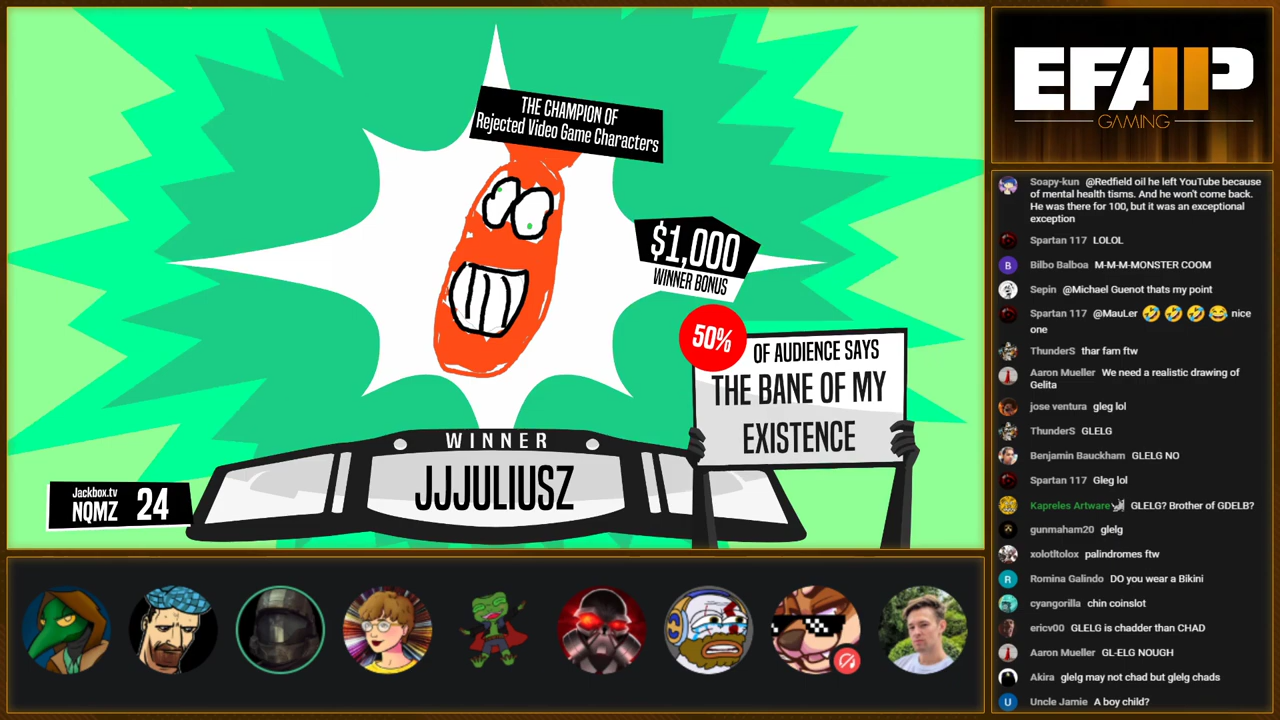 THE CHAMPION OF
Rejected Video Game Characters
$1,000
WINNER BONUS
50%
OF AUDIENCE SAYS
THE BANE OF MY
EXISTENCE
WINNER
JJJULIUSZ
Jackbox.tv
NQMZ 24
EFAP
GAMING
Soapy-kun @Redfield oil he left YouTube because
of mental health tisms. And he won't come back.
He was there for 100, but it was an exceptional
exception
Spartan 117 LOLOL
B Bilbo Balboa M-M-M-MONSTER COOM
Sepin @Michael Guenot thats my point
Spartan 117 @MauLer 🤣 🤣 🤣 😂 nice
one
ThunderS thar fam ftw
Aaron Mueller We need a realistic drawing of
Gelita
jose ventura gleg lol
ThunderS GLELG
Benjamin Bauckham GLELG NO
Spartan 117 Gleg lol
Kapreles Artware GLELG? Brother of GDELB?
gunmaham20 glelg
xolotltolox palindromes ftw
R Romina Galindo DO you wear a Bikini
cyangorilla chin coinslot
ericv00 GLELG is chadder than CHAD
Aaron Mueller GL-ELG NOUGH
Akira glelg may not chad but glelg chads
U Uncle Jamie A boy child?